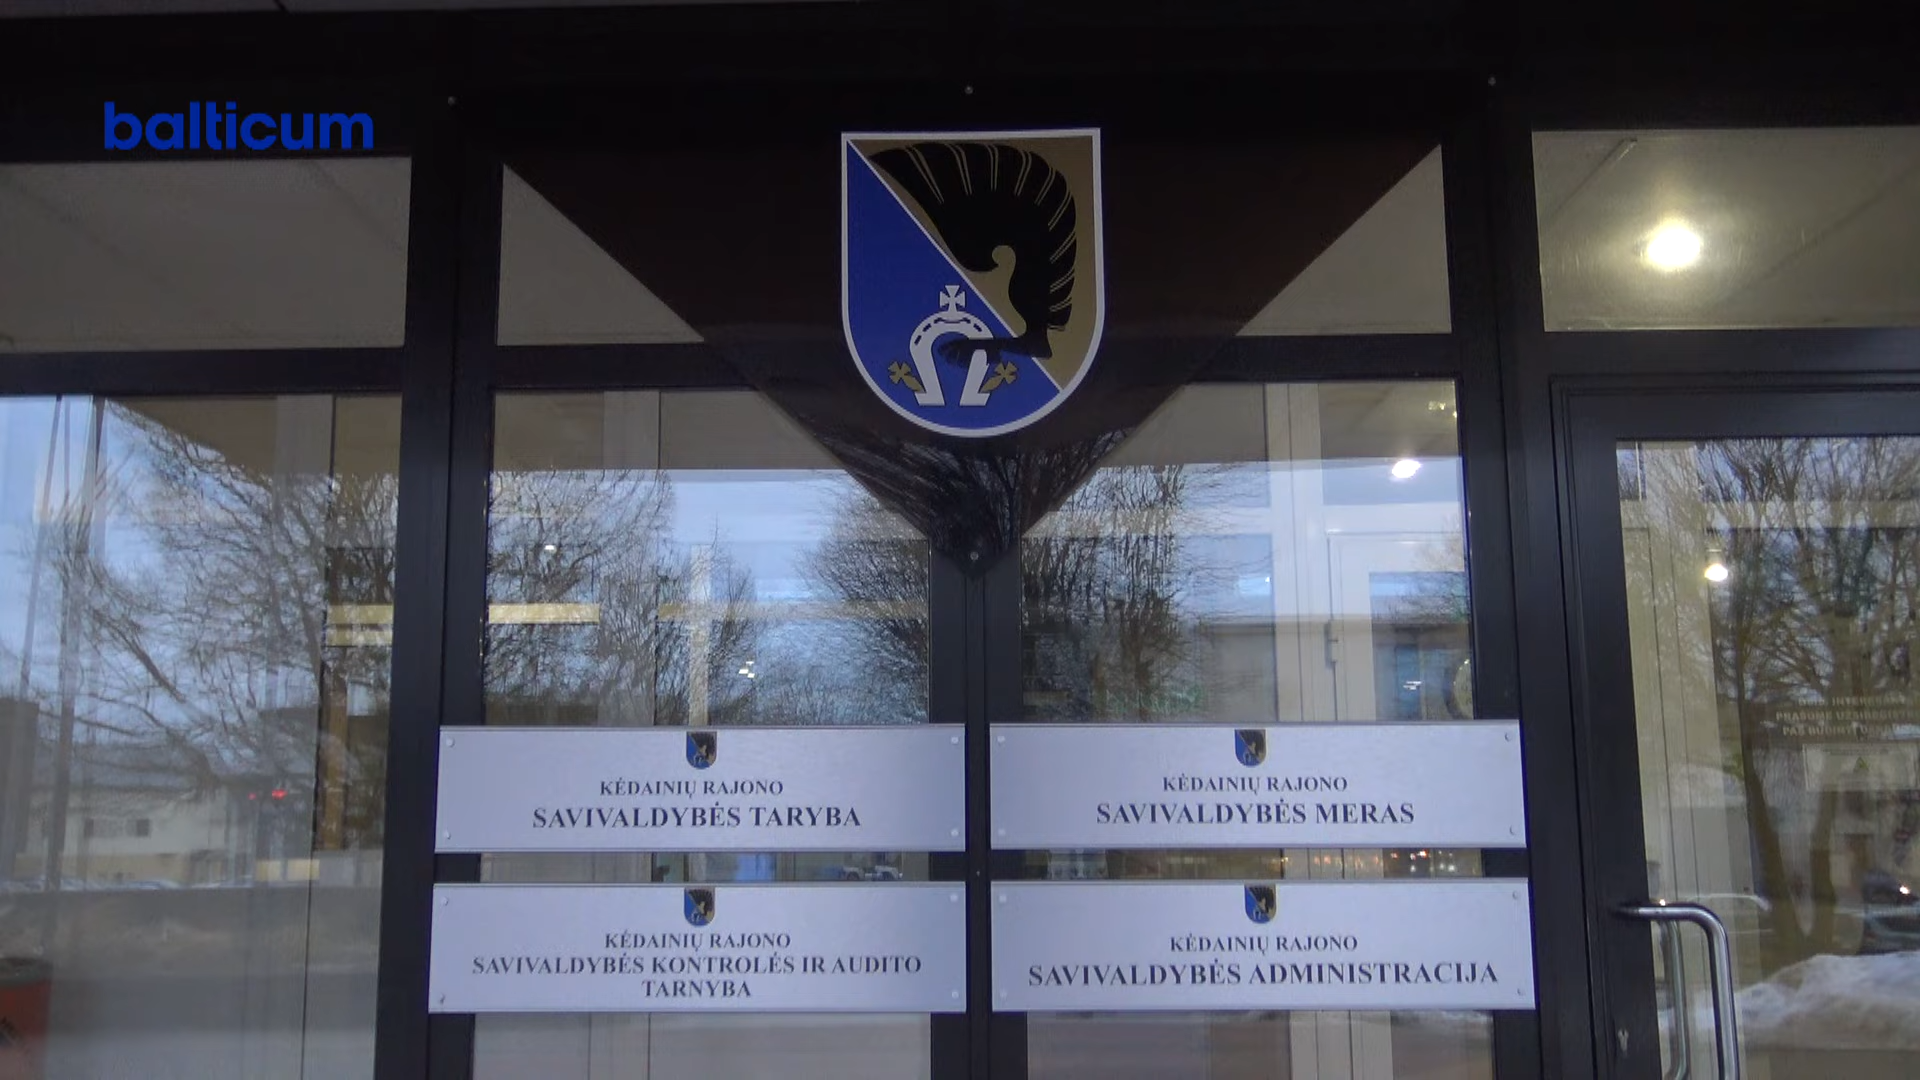 balticum
KĖDAINIŲ RAJONO
SAVIVALDYBĖS TARYBA
KĖDAINIŲ RAJONO
SAVIVALDYBĖS MERAS
KĖDAINIŲ RAJONO
SAVIVALDYBĖS KONTROLĖS IR AUDITO
TARNYBA
KĖDAINIŲ RAJONO
SAVIVALDYBĖS ADMINISTRACIJA